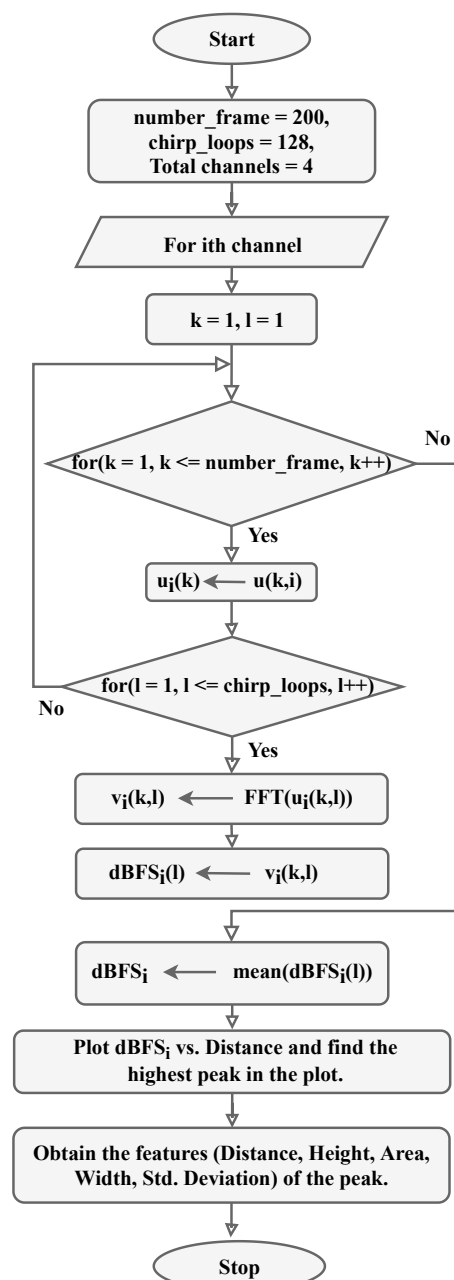 Start
number_frame = 200,
chirp_loops = 128,
Total channels = 4
For ith channel
k = 1, l = 1
No
for(k = 1, k <= number_frame, k++)
Yes
uᵢ(k) ← u(k,i)
for(l = 1, l <= chirp_loops, l++)
No
Yes
vᵢ(k,l) ← FFT(uᵢ(k,l))
dBFSᵢ(l) ← vᵢ(k,l)
dBFSᵢ ← mean(dBFSᵢ(l))
Plot dBFSᵢ vs. Distance and find the
highest peak in the plot.
Obtain the features (Distance, Height, Area,
Width, Std. Deviation) of the peak.
Stop